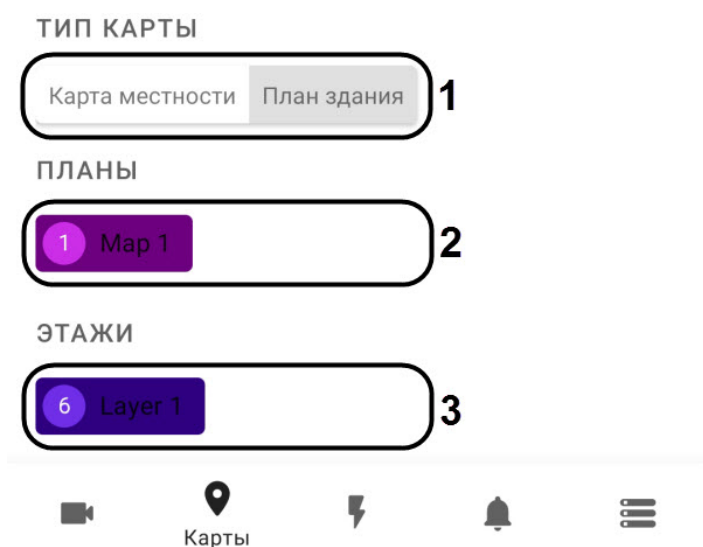 ТИП КАРТЫ
Карта местности План здания 1
ПЛАНЫ
1 Map 1 2
ЭТАЖИ
6 Layer 1 3
Карты